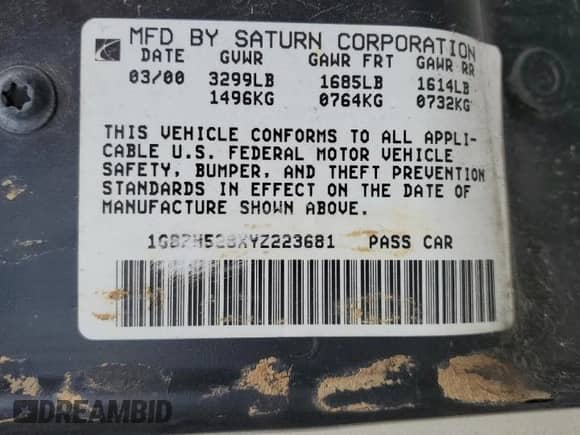 MFD BY SATURN CORPORATION
DATE GVWR GAWR FRT GAWR RR
03/00 3299LB 1685LB 1614LB
1496KG 0764KG 0732KG
THIS VEHICLE CONFORMS TO ALL APPLI-
CABLE U.S. FEDERAL MOTOR VEHICLE
SAFETY, BUMPER, AND THEFT PREVENTION
STANDARDS IN EFFECT ON THE DATE OF
MANUFACTURE SHOWN ABOVE.
PASS CAR
DREAMBID